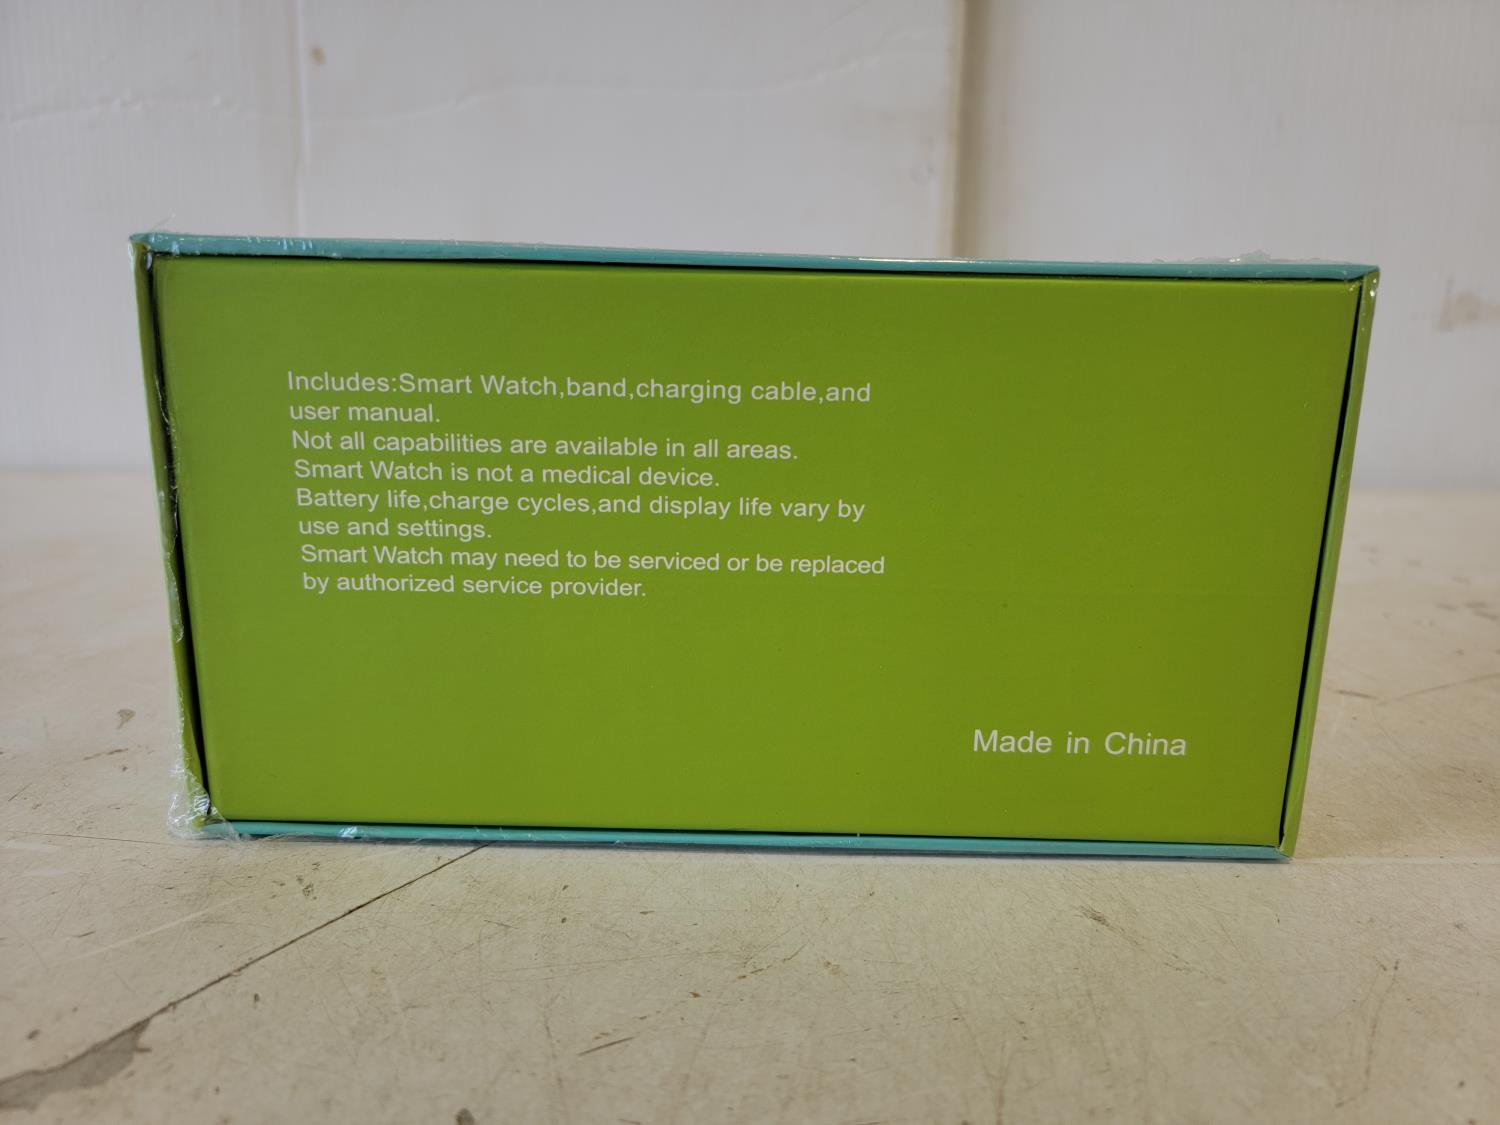 Includes:Smart Watch,band,charging cable,and
user manual.
Not all capabilities are available in all areas.
Smart Watch is not a medical device.
Battery life,charge cycles,and display life vary by
use and settings.
Smart Watch may need to be serviced or be replaced
by authorized service provider.
Made in China